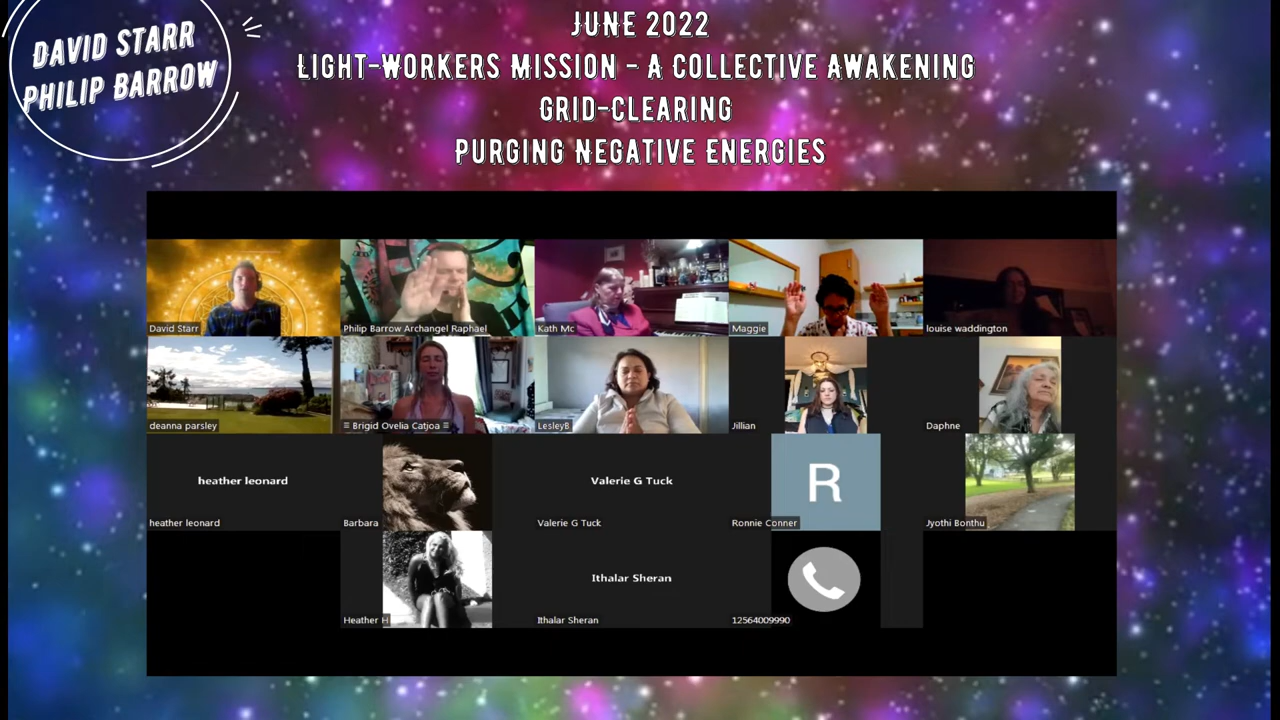 DAVID STARR
PHILIP BARROW
JUNE 2022
LIGHT-WORKERS MISSION - A COLLECTIVE AWAKENING
GRID-CLEARING
PURGING NEGATIVE ENERGIES
David Starr
Philip Barrow Archangel Raphael
Kath Mc
Maggie
louise waddington
deanna parsley
Brigid Ovelia Catjoa
LesleyB
Jillian
Daphne
heather leonard
heather leonard
Barbara
Valerie G Tuck
Valerie G Tuck
R
Ronnie Conner
Jyothi Bonthu
Heather H
Ithalar Sheran
Ithalar Sheran
12564009990